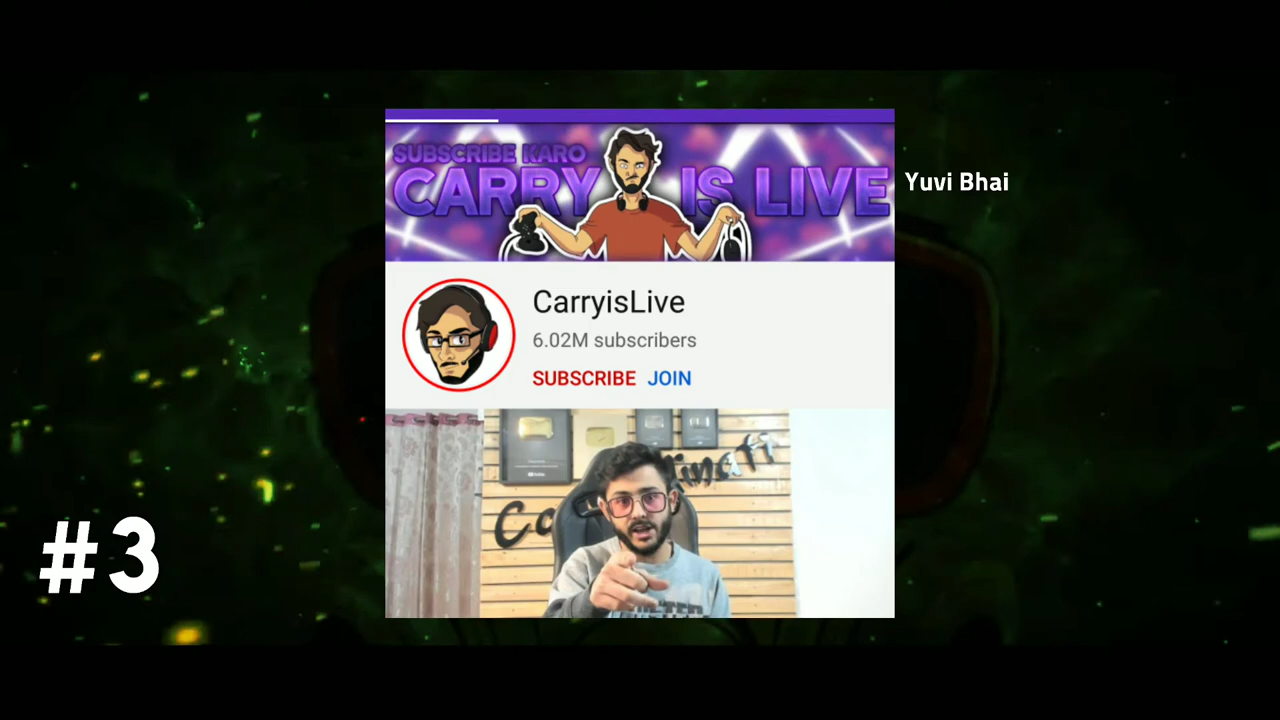 SUBSCRIBE KARO
CARRY IS LIVE
Yuvi Bhai
CarryisLive
6.02M subscribers
SUBSCRIBE JOIN
#3